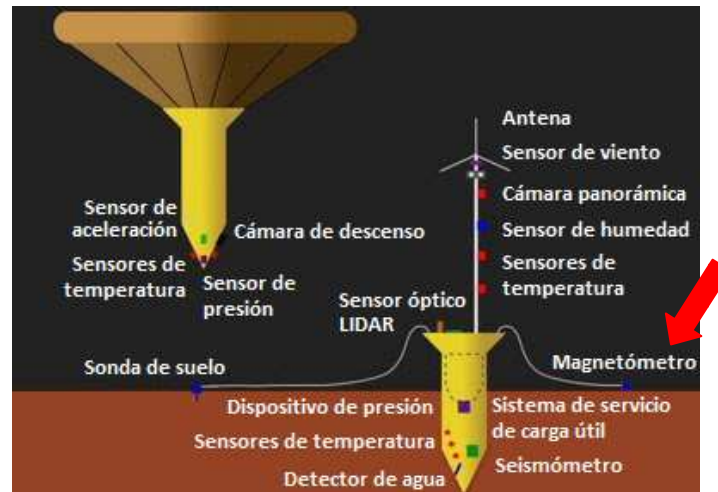 Antena
Sensor de viento
Cámara panorámica
Sensor de
aceleración
Cámara de descenso
Sensor de humedad
Sensores de
temperatura
Sensor de
presión
Sensores de
temperatura
Sensor óptico
LIDAR
Sonda de suelo
Magnetómetro
Dispositivo de presión
Sistema de servicio
de carga útil
Sensores de temperatura
Seismómetro
Detector de agua